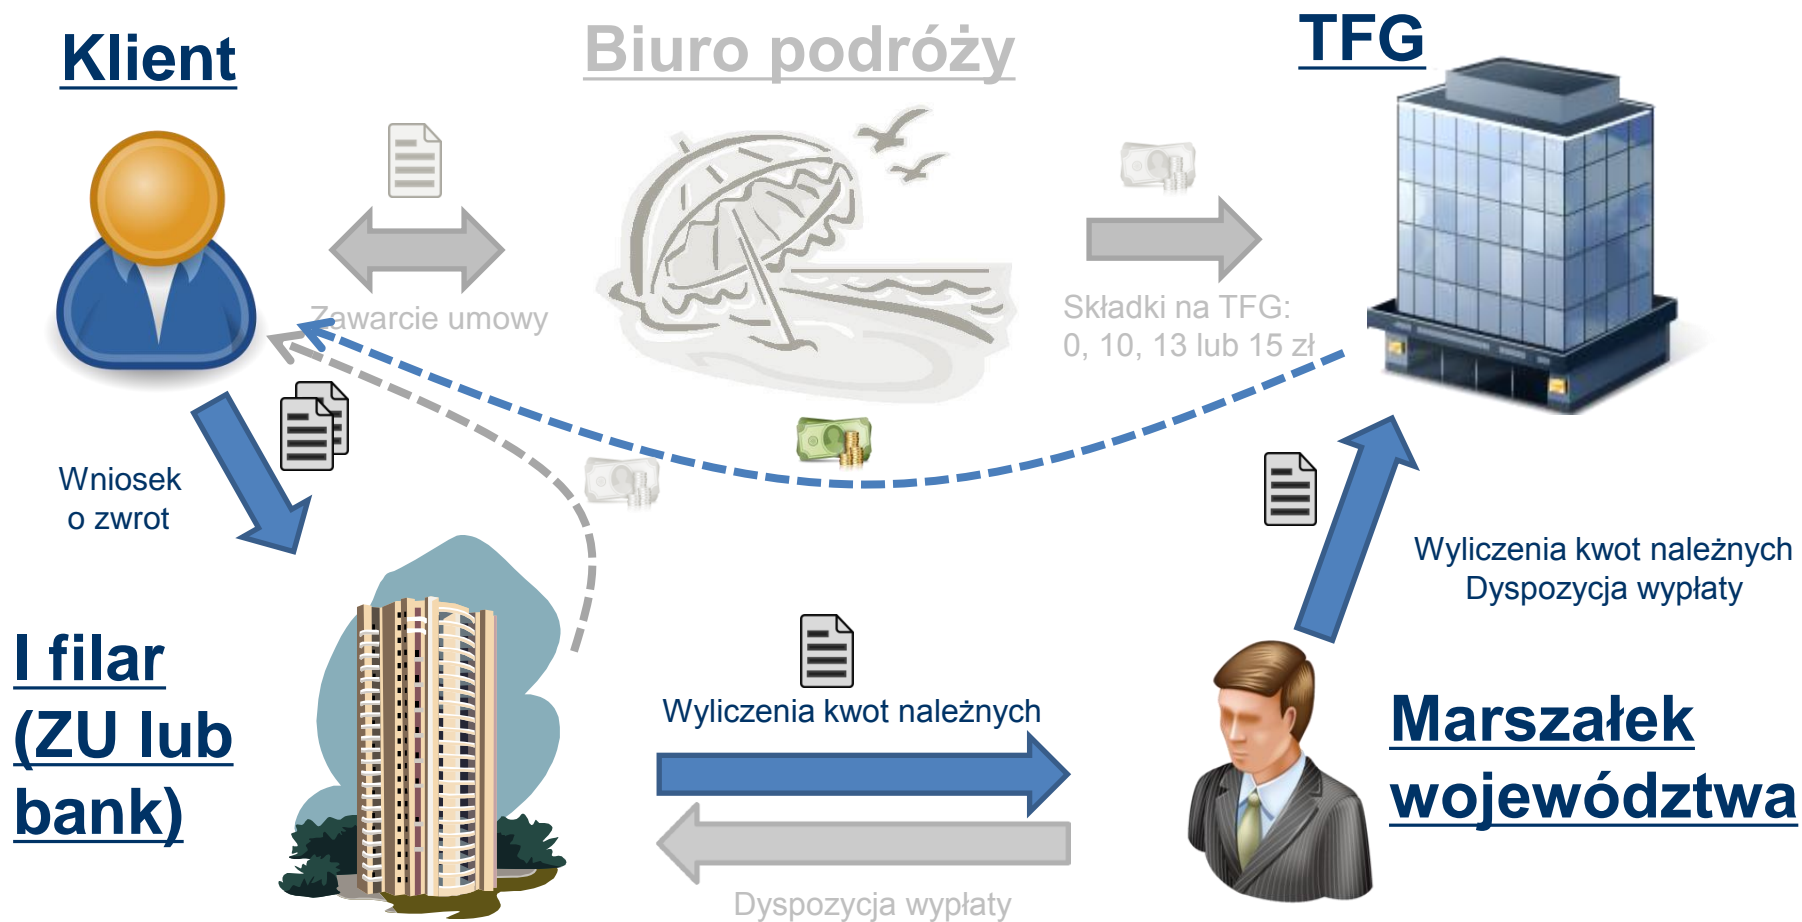 Klient
Biuro podróży
TFG
Zawarcie umowy
Składki na TFG:
0, 10, 13 lub 15 zł
Wniosek
o zwrot
Wyliczenia kwot należnych
Dyspozycja wypłaty
I filar
(ZU lub
bank)
Wyliczenia kwot należnych
Marszałek
województwa
Dyspozycja wypłaty